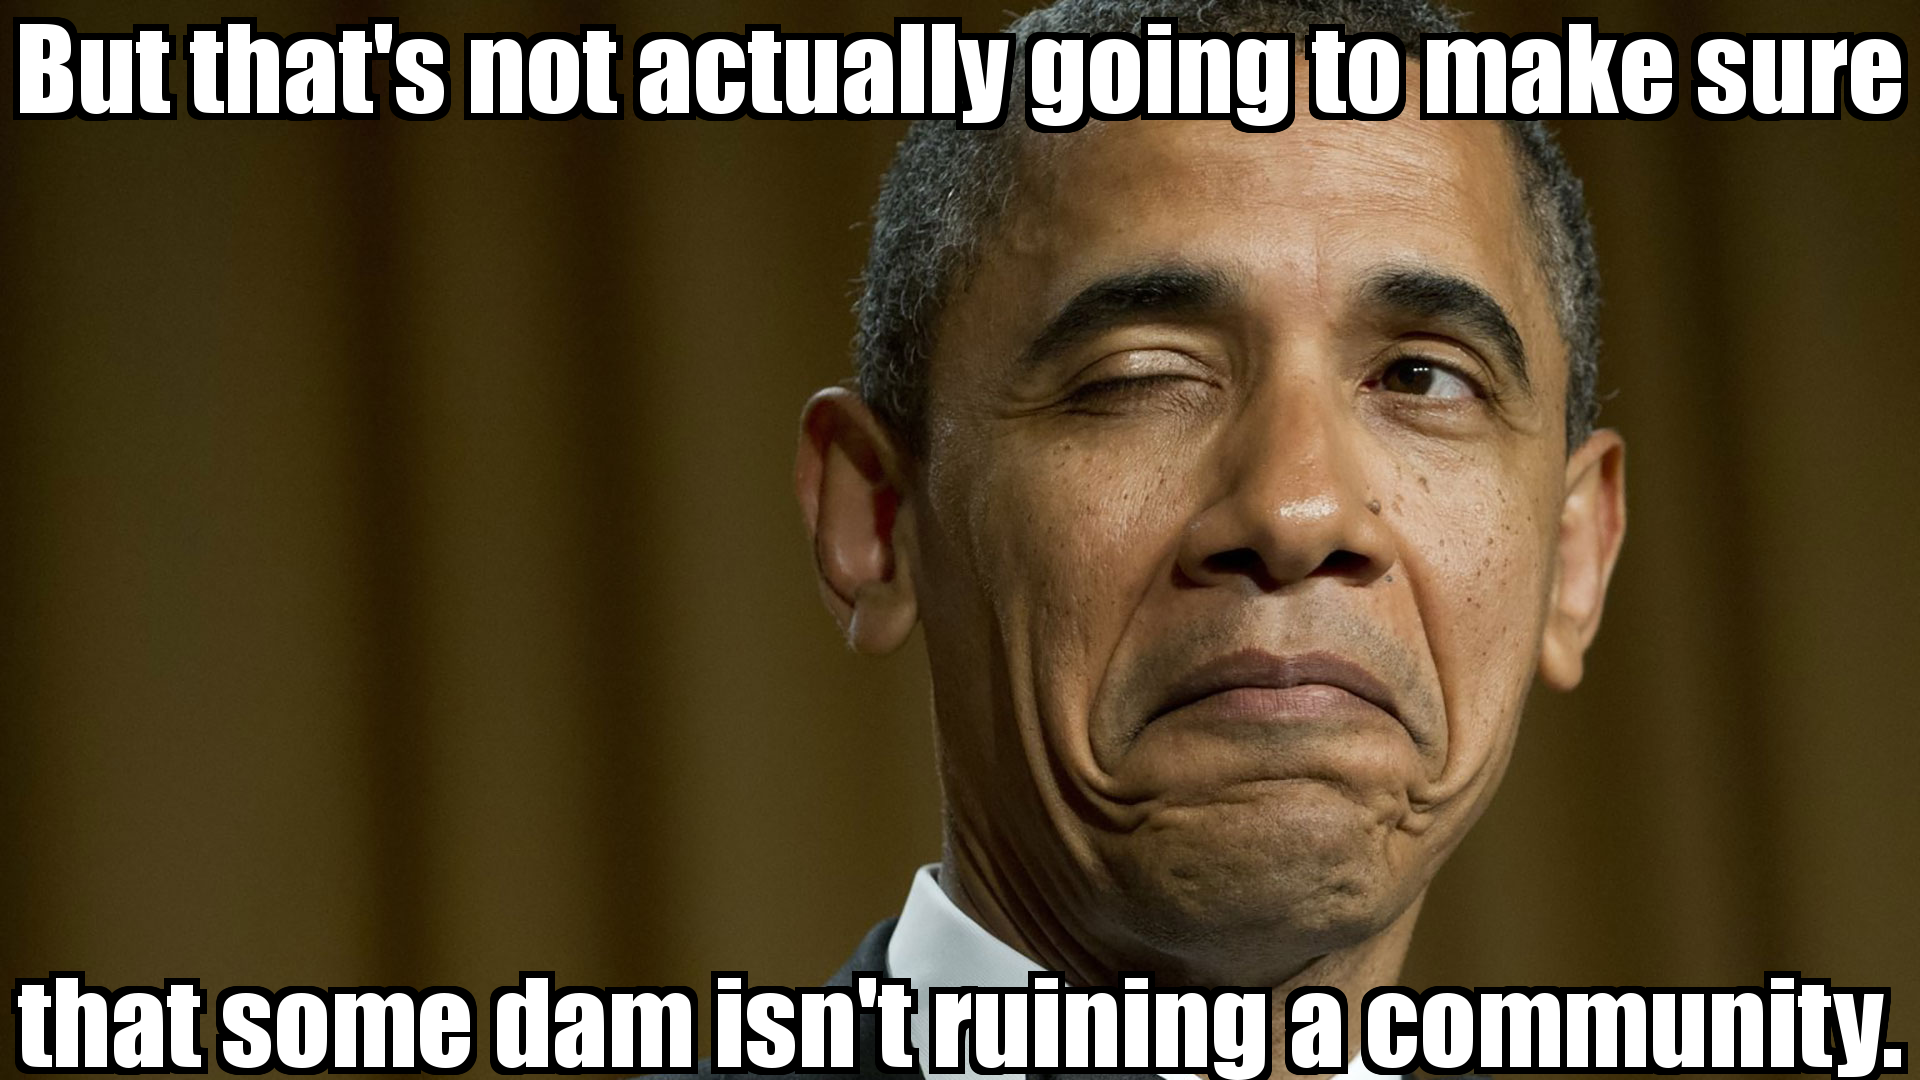 But that's not actually going to make sure
that some dam isn't ruining a community.